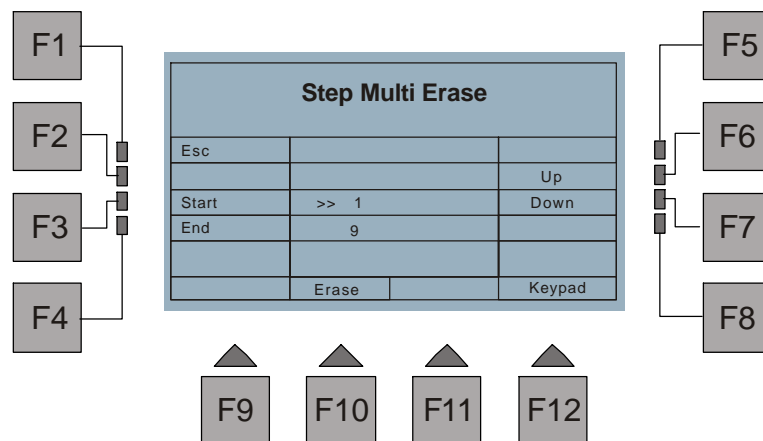 F1
F5
Step Multi Erase
F2
F6
Esc
Up
Start >> 1 Down
F3
F7
End 9
Erase Keypad
F4
F8
F9 F10 F11 F12